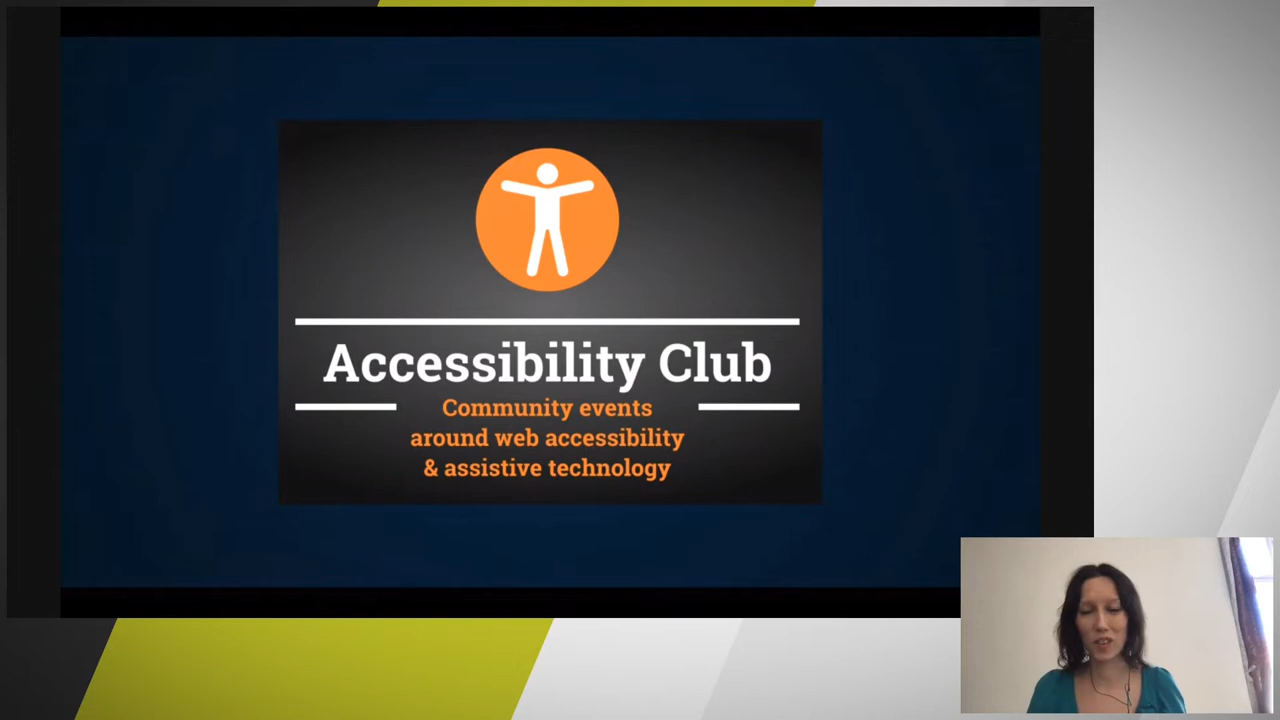 Accessibility Club
Community events
around web accessibility
& assistive technology